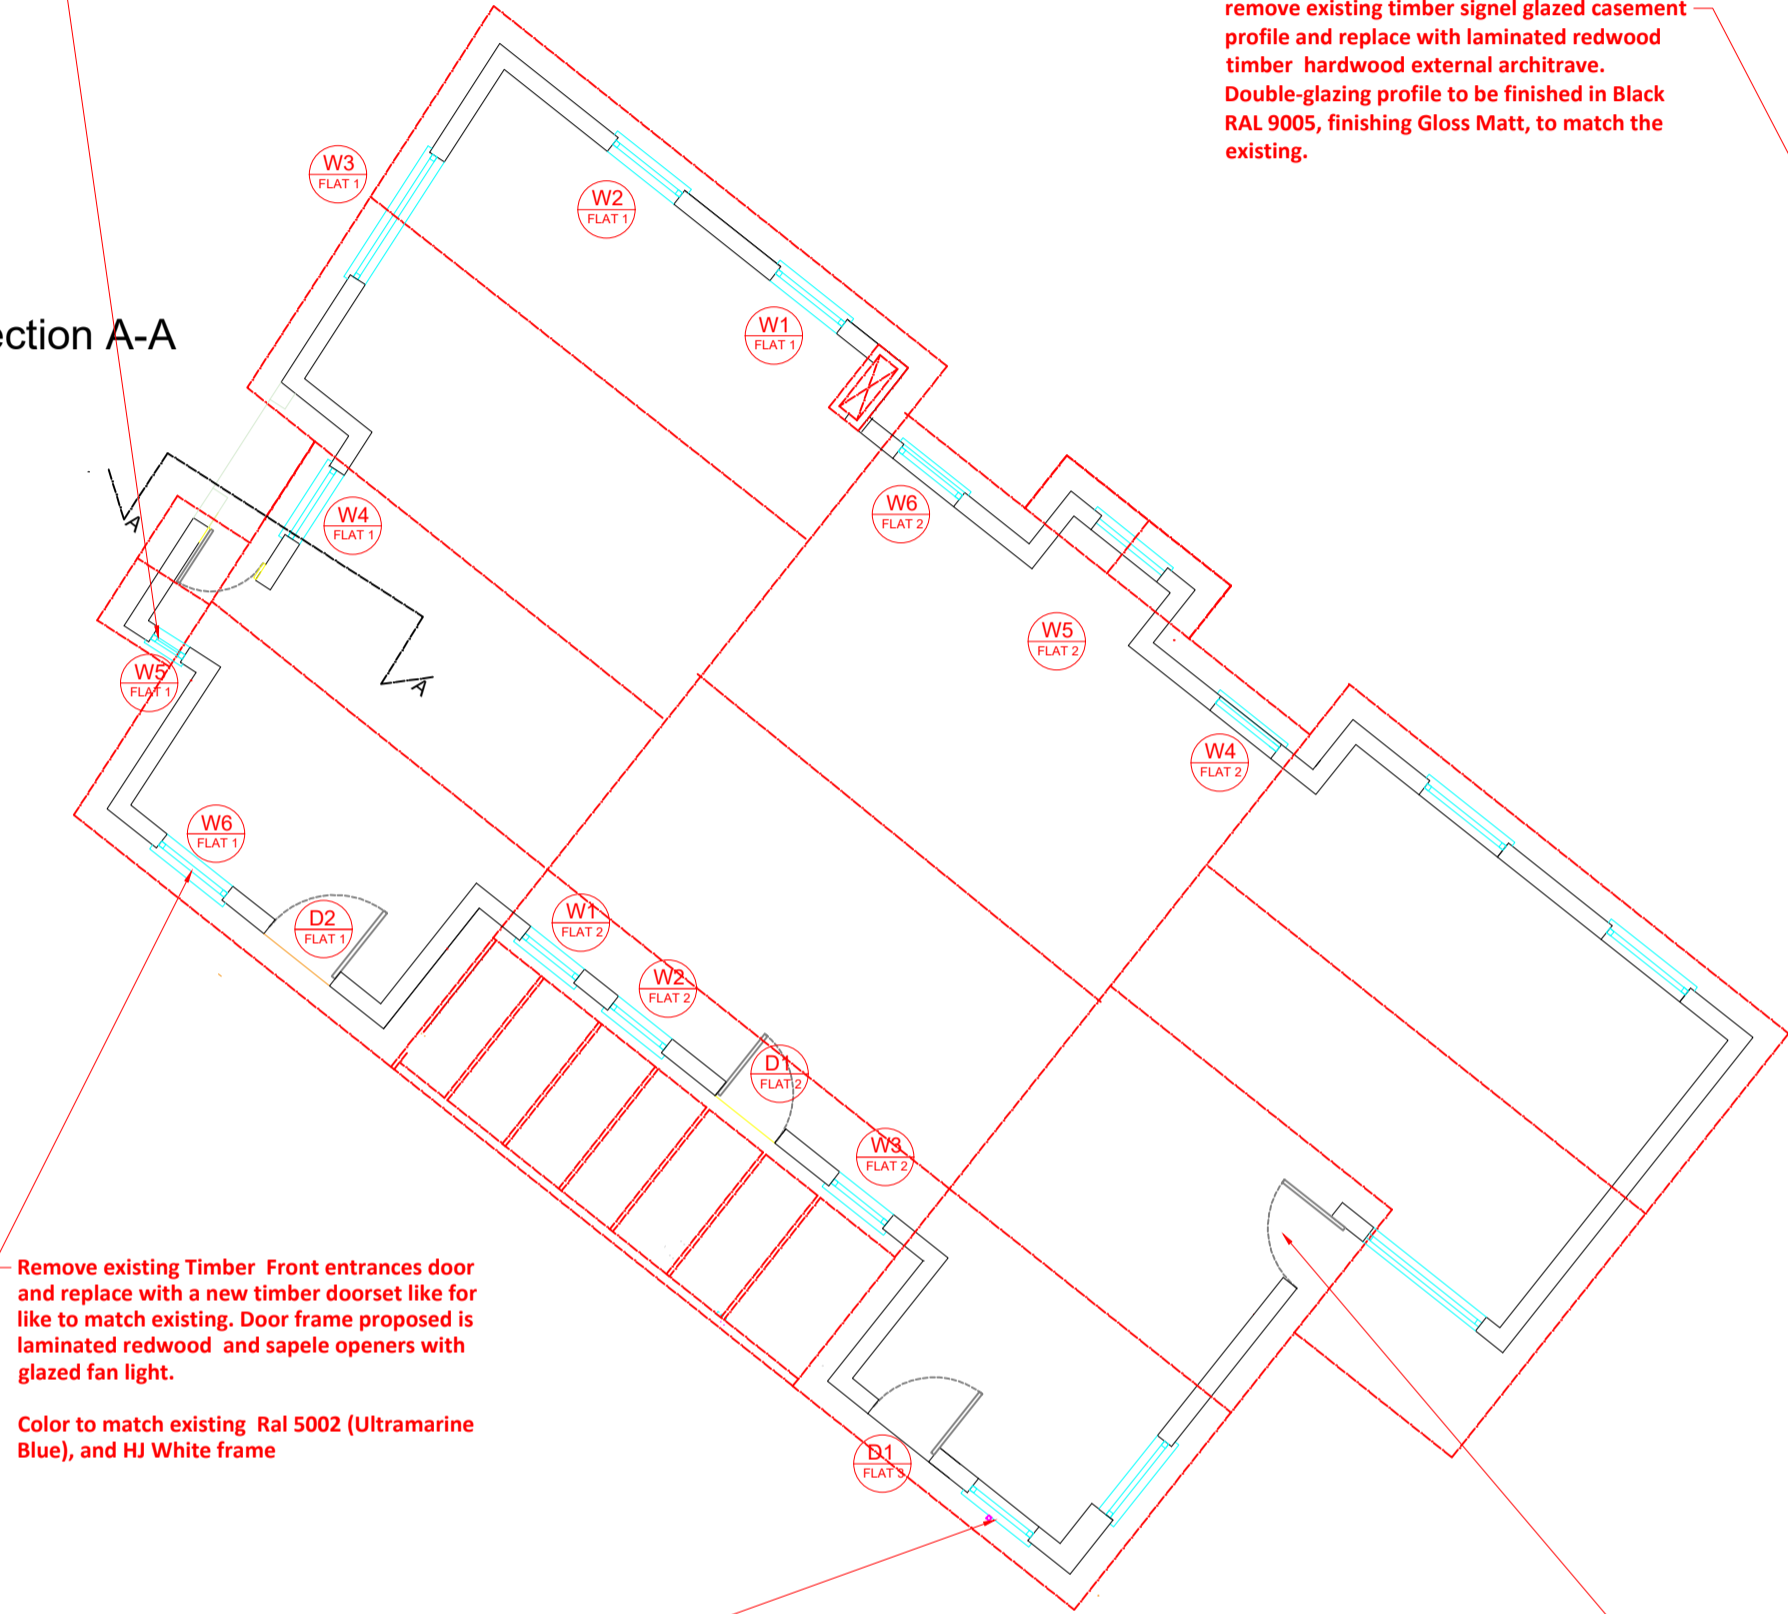 remove existing timber signel glazed casement
profile and replace with laminated redwood
timber hardwood external architrave.
Double-glazing profile to be finished in Black
RAL 9005, finishing Gloss Matt, to match the
existing.
W3
FLAT 1
W2
FLAT 1
W1
FLAT 1
ection A-A
W6
FLAT 2
W4
FLAT 1
A
W5
FLAT 2
W5
FLAT 1
A
W4
FLAT 2
W6
FLAT 1
D2
FLAT 1
W1
FLAT 2
W2
FLAT 2
D1
FLAT 2
W3
FLAT 2
Remove existing Timber Front entrances door
and replace with a new timber doorset like for
like to match existing. Door frame proposed is
laminated redwood and sapele openers with
glazed fan light.
Color to match existing Ral 5002 (Ultramarine
Blue), and HJ White frame
D1
FLAT 3